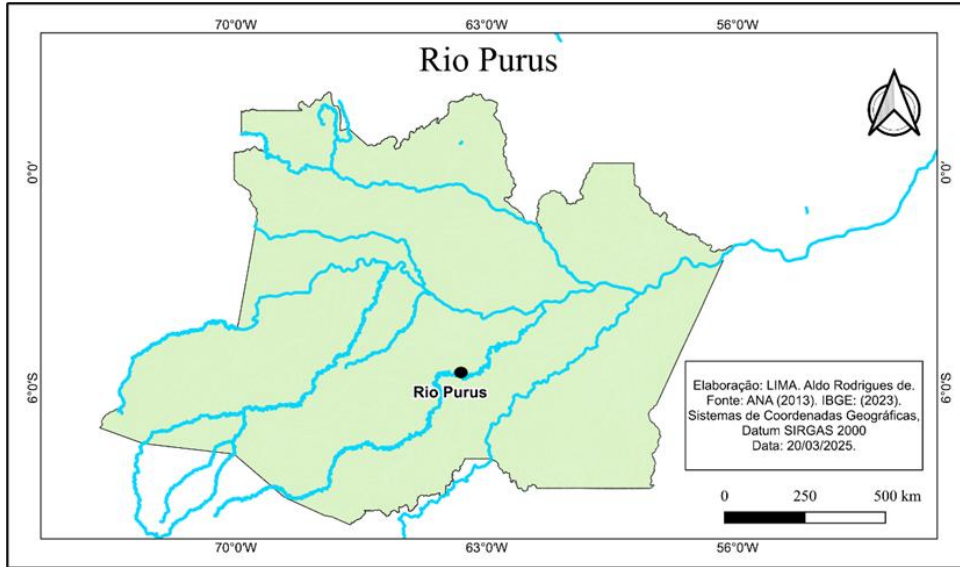 70°0'W 63°0'W 56°0'W
Rio Purus
0°0'
0°0'
6°0'S
6°0'S
Rio Purus
Elaboração: LIMA. Aldo Rodrigues de.
Fonte: ANA (2013). IBGE: (2023).
Sistemas de Coordenadas Geográficas,
Datum SIRGAS 2000
Data: 20/03/2025.
0 250 500 km
70°0'W 63°0'W 56°0'W